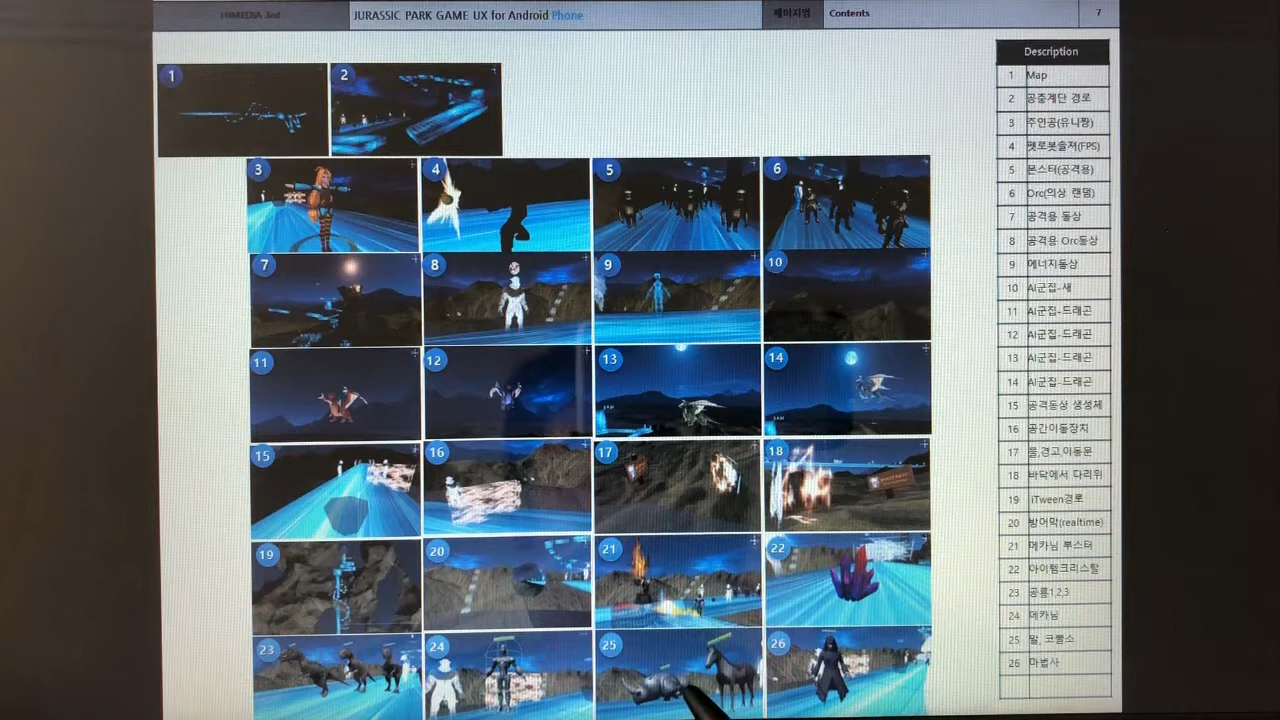 HIMEDIA 3rd
JURASSIC PARK GAME UX for Android Phone
페이지명
Contents
7
1
2
3
4
5
6
7
8
9
10
11
12
13
14
15
16
17
18
19
20
21
22
23
24
25
26
Description
1 Map
2 공중계단 경로
3 주인공(유니짱)
4 펫로봇솔져(FPS)
5 몬스터(공격용)
6 Orc(의상 랜덤)
7 공격용 동상
8 공격용 Orc동상
9 에너지동상
10 AI군집-새
11 AI군집-드래곤
12 AI군집-드래곤
13 AI군집-드래곤
14 AI군집-드래곤
15 공격동상 생성체
16 공간이동장치
17 룸,경고,이동문
18 바닥에서 다리위
19 iTween경로
20 방어막(realtime)
21 메카님 부스터
22 아이템크리스탈
23 공룡1,2,3
24 메카님
25 말, 코뿔소
26 마법사